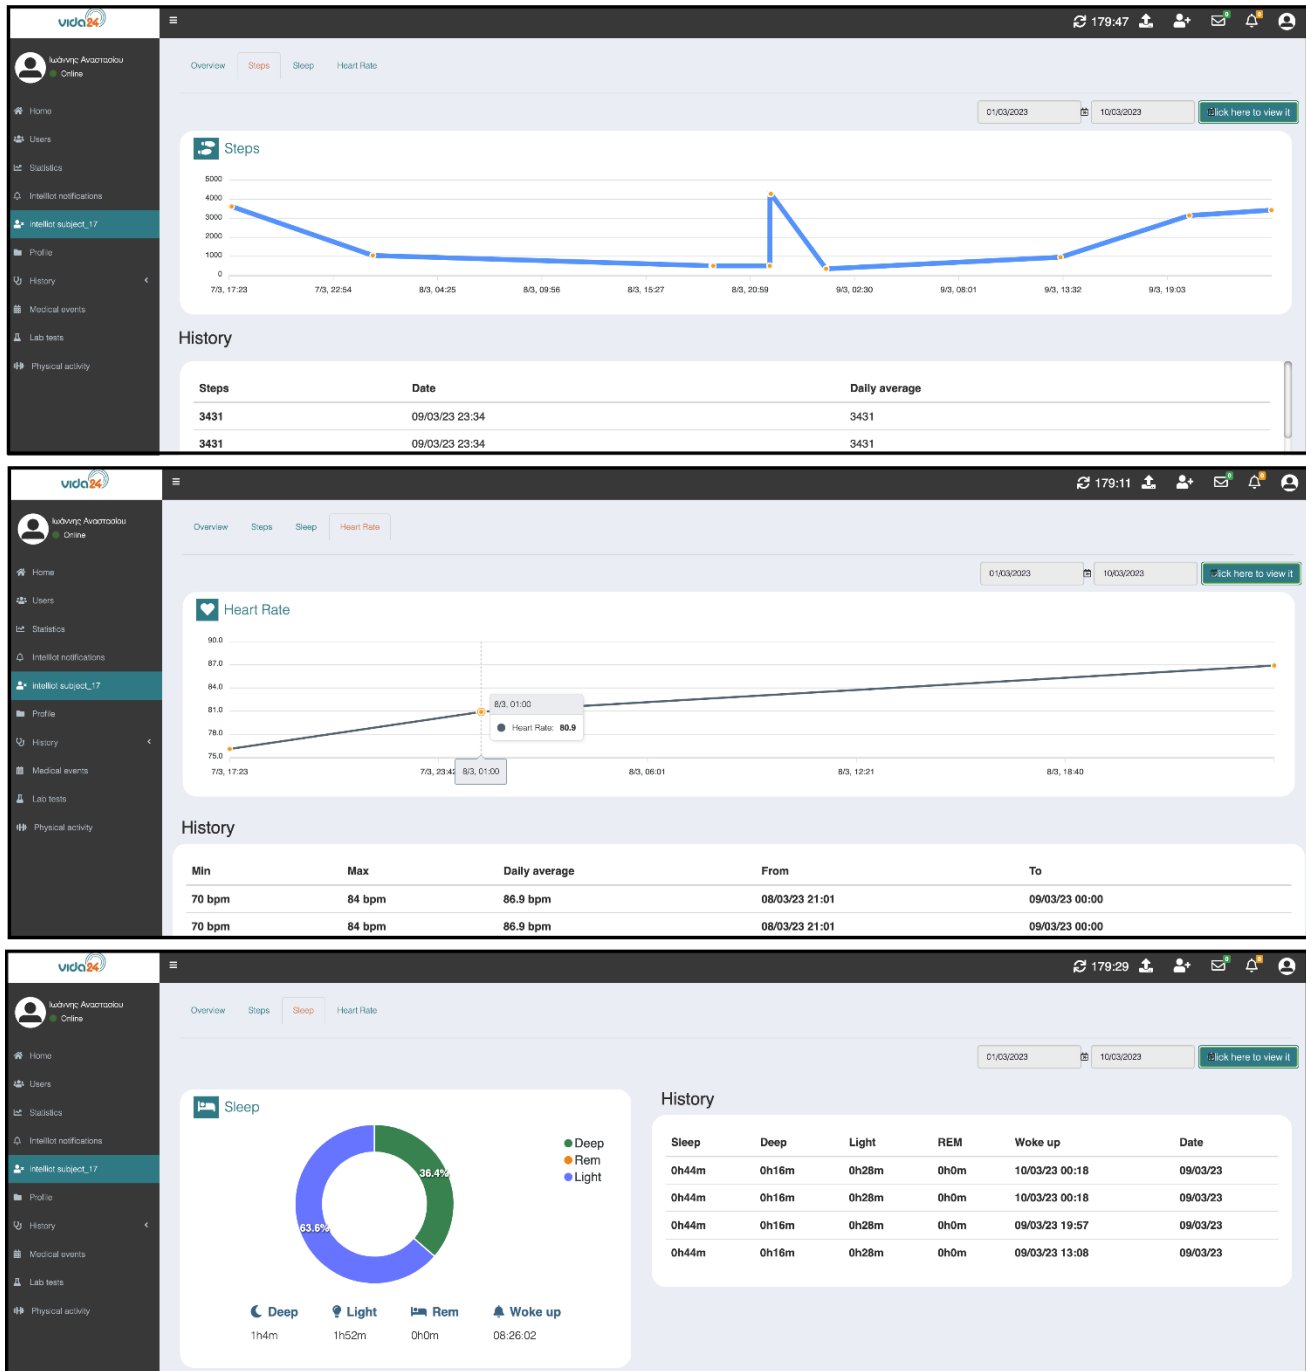 vida24
179:47
0
0
Ιωάννης Αναστασίου
Online
Overview Steps Sleep Heart Rate
01/03/2023 10/03/2023 Click here to view it
Home
Users
Statistics
IntellIot notifications
intelliot subject_17
Profile
History
Medical events
Lab tests
Physical activity
Steps
5000
4000
3000
2000
1000
0
7/3, 17:23 7/3, 22:54 8/3, 04:25 8/3, 09:56 8/3, 15:27 8/3, 20:59 9/3, 02:30 9/3, 08:01 9/3, 13:32 9/3, 19:03
History
Steps Date Daily average
3431 09/03/23 23:34 3431
3431 09/03/23 23:34 3431
vida24
179:11
0
0
Ιωάννης Αναστασίου
Online
Overview Steps Sleep Heart Rate
01/03/2023 10/03/2023 Click here to view it
Home
Users
Statistics
IntellIot notifications
intelliot subject_17
Profile
History
Medical events
Lab tests
Physical activity
Heart Rate
90.0
87.0
84.0
81.0
78.0
75.0
8/3, 01:00
Heart Rate: 80.9
7/3, 17:23 7/3, 23:42 8/3, 01:00 8/3, 06:01 8/3, 12:21 8/3, 18:40
History
Min Max Daily average From To
70 bpm 84 bpm 86.9 bpm 08/03/23 21:01 09/03/23 00:00
70 bpm 84 bpm 86.9 bpm 08/03/23 21:01 09/03/23 00:00
vida24
179:29
0
0
Ιωάννης Αναστασίου
Online
Overview Steps Sleep Heart Rate
01/03/2023 10/03/2023 Click here to view it
Home
Users
Statistics
IntellIot notifications
intelliot subject_17
Profile
History
Medical events
Lab tests
Physical activity
Sleep
Deep
Rem
Light
36.4%
63.6%
Deep Light Rem Woke up
1h4m 1h52m 0h0m 08:26:02
History
Sleep Deep Light REM Woke up Date
0h44m 0h16m 0h28m 0h0m 10/03/23 00:18 09/03/23
0h44m 0h16m 0h28m 0h0m 10/03/23 00:18 09/03/23
0h44m 0h16m 0h28m 0h0m 09/03/23 19:57 09/03/23
0h44m 0h16m 0h28m 0h0m 09/03/23 13:08 09/03/23